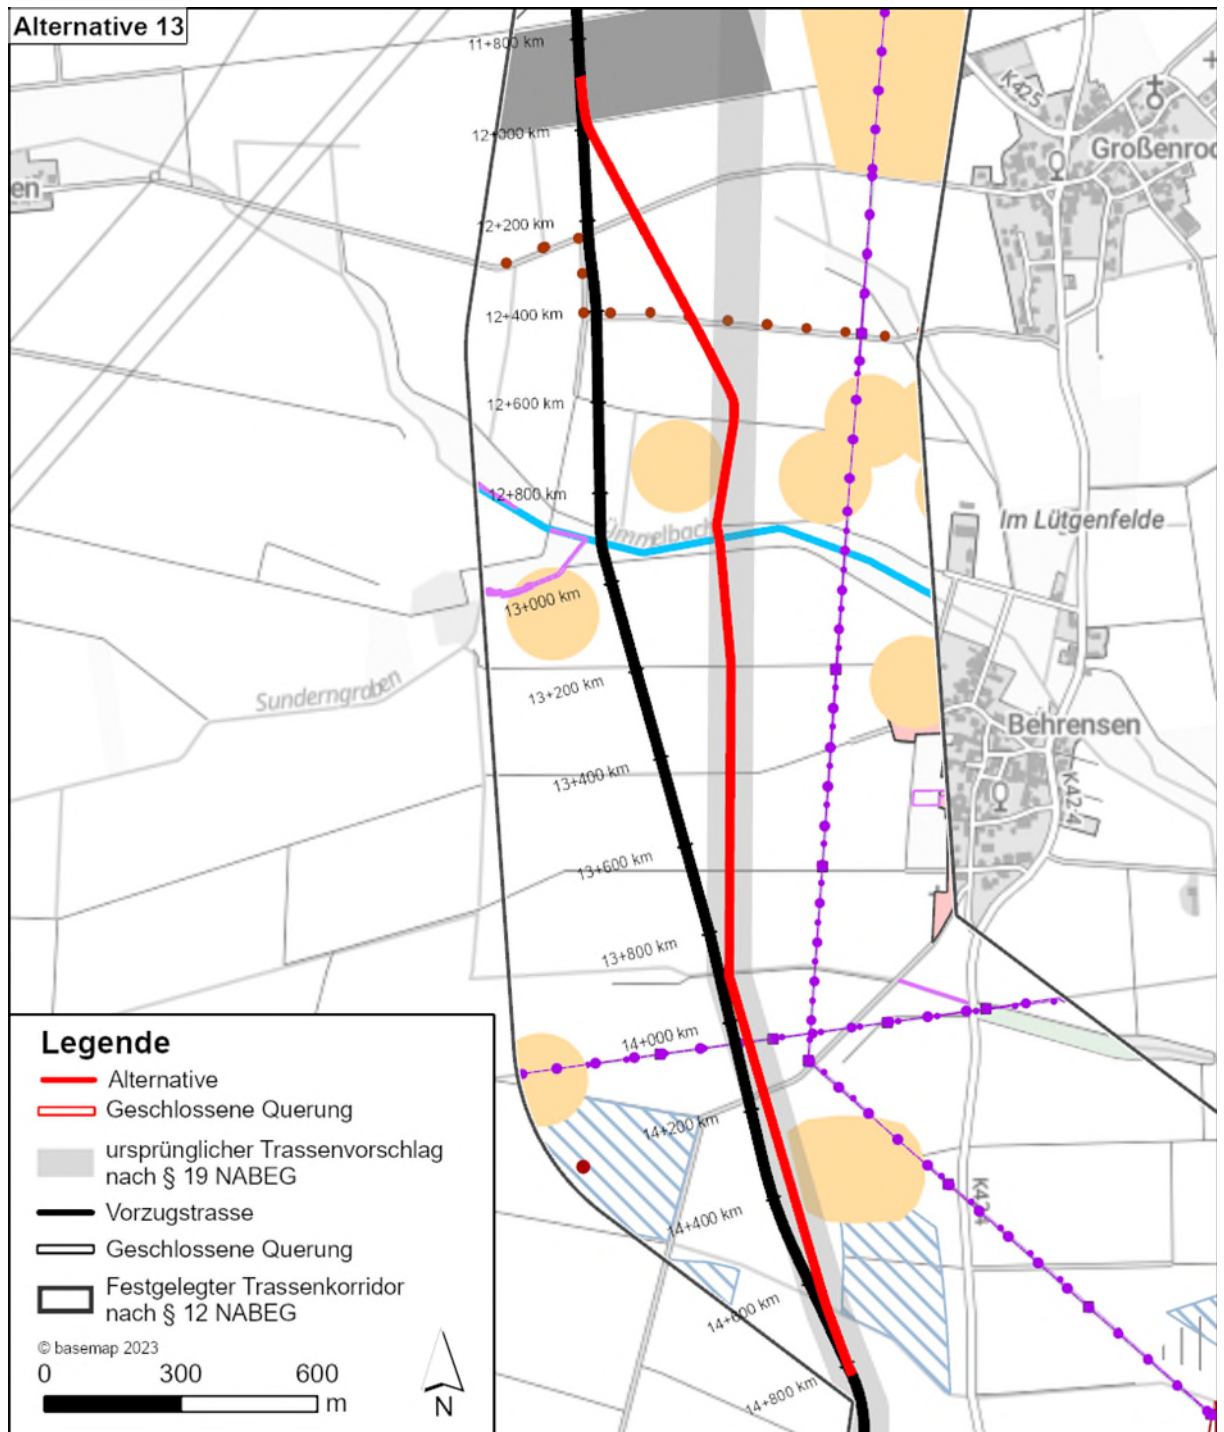 Alternative 13
11+800 km
K425
Großenrod
12+000 km
en
12+200 km
12+400 km
12+600 km
12+800 km
Im Lütgenfelde
Ümmelbach
13+000 km
Sunderngraben
13+200 km
Behrensen
13+400 km
K424
13+600 km
13+800 km
14+000 km
14+200 km
14+400 km
K424
14+600 km
14+800 km
Legende
Alternative
Geschlossene Querung
ursprünglicher Trassenvorschlag
nach § 19 NABEG
Vorzugstrasse
Geschlossene Querung
Festgelegter Trassenkorridor
nach § 12 NABEG
© basemap 2023
0 300 600
m
N